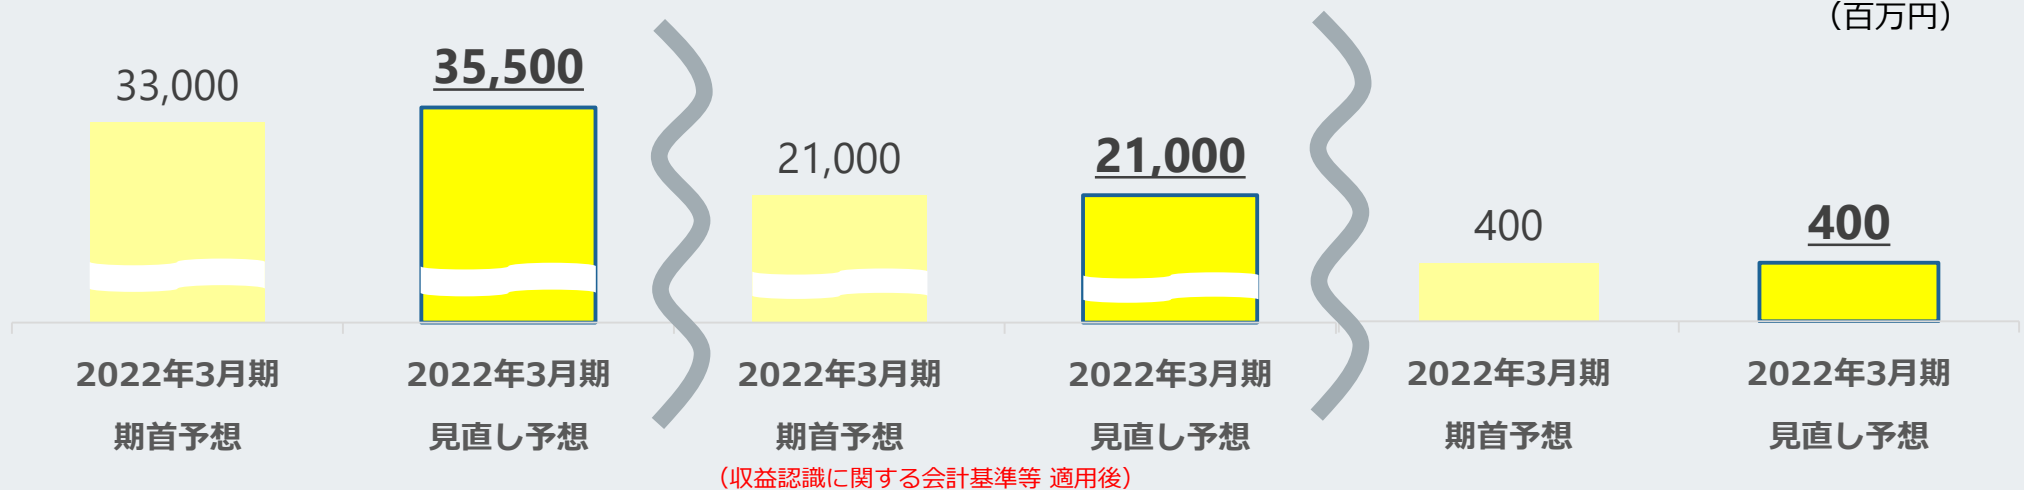 （百万円）
33,000
35,500
21,000
21,000
400
400
2022年3月期
期首予想
2022年3月期
見直し予想
2022年3月期
期首予想
2022年3月期
見直し予想
2022年3月期
期首予想
2022年3月期
見直し予想
（収益認識に関する会計基準等 適用後）